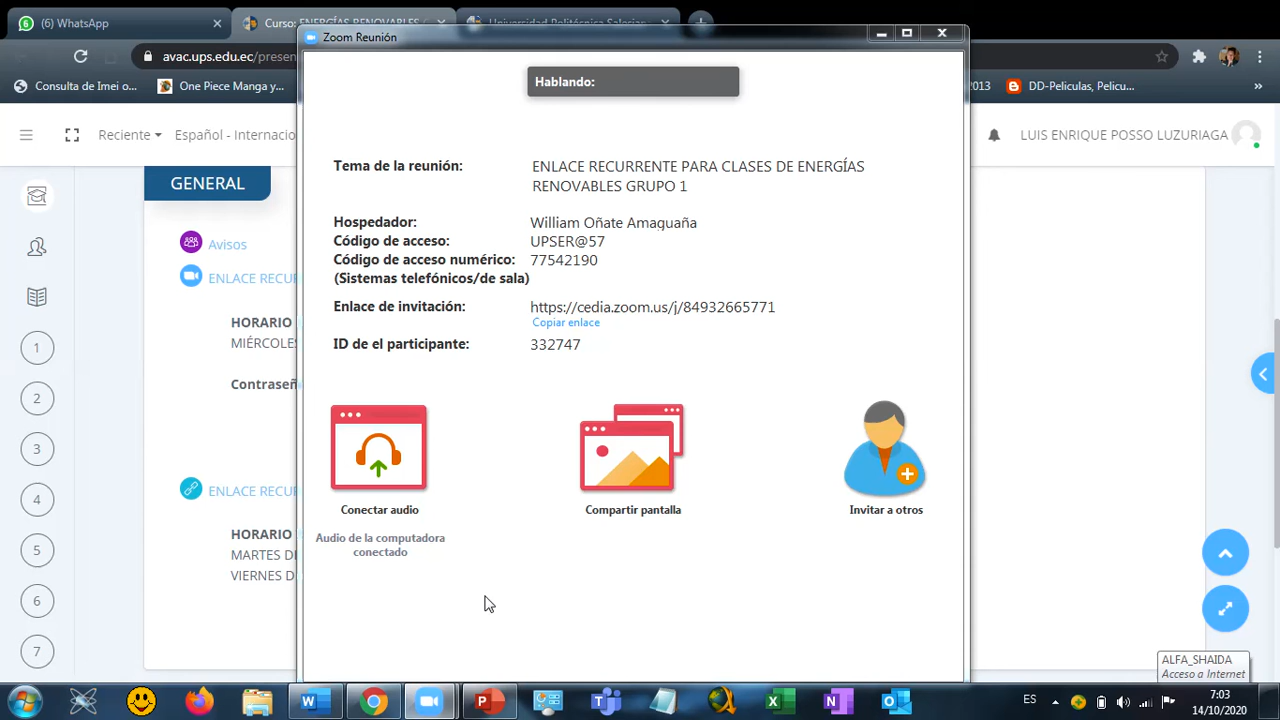 (6) WhatsApp
Curso: ENERGÍAS RENOVABLES G
Universidad Politécnica Salesian
Zoom Reunión
avac.ups.edu.ec/presen
Consulta de Imei o...
One Piece Manga y...
2013
DD-Peliculas, Pelicu...
»
Hablando:
Reciente
Español - Internacio
LUIS ENRIQUE POSSO LUZURIAGA
GENERAL
Tema de la reunión:
ENLACE RECURRENTE PARA CLASES DE ENERGÍAS
RENOVABLES GRUPO 1
Hospedador:
William Oñate Amaguaña
Código de acceso:
UPSER@57
Código de acceso numérico:
77542190
(Sistemas telefónicos/de sala)
Enlace de invitación:
https://cedia.zoom.us/j/84932665771
Copiar enlace
ID de el participante:
332747
Avisos
ENLACE RECUR
HORARIO
MIÉRCOLES
Contraseñ
ENLACE RECUR
HORARIO
MARTES DE
VIERNES D
1
2
3
4
5
6
7
Conectar audio
Audio de la computadora
conectado
Compartir pantalla
Invitar a otros
ALFA_SHAIDA
Acceso a Internet
ES
7:03
14/10/2020